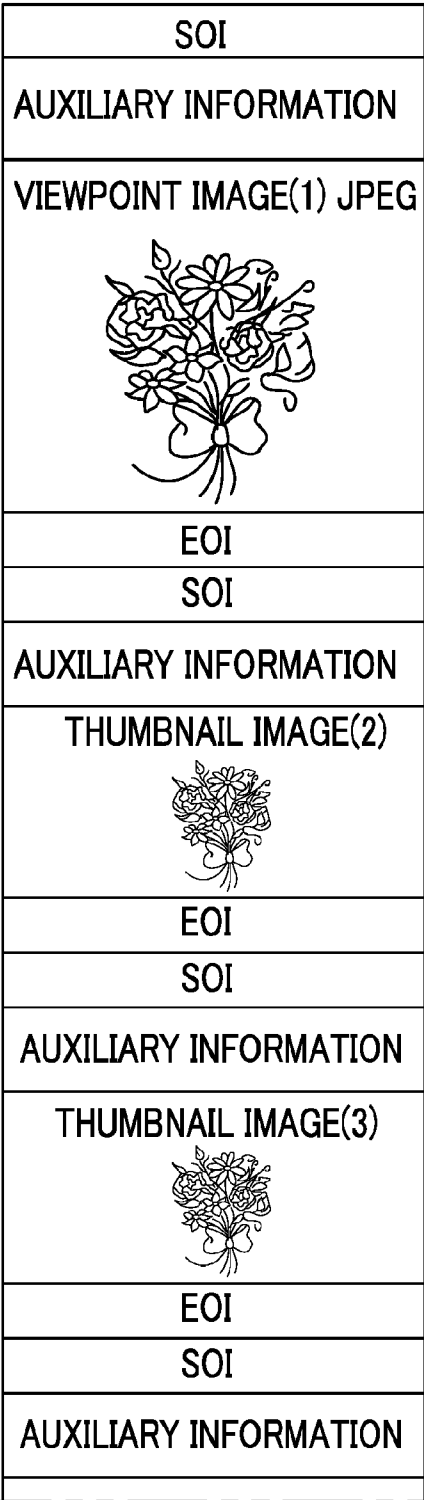 SOI
AUXILIARY INFORMATION
VIEWPOINT IMAGE(1) JPEG
EOI
SOI
AUXILIARY INFORMATION
THUMBNAIL IMAGE(2)
EOI
SOI
AUXILIARY INFORMATION
THUMBNAIL IMAGE(3)
EOI
SOI
AUXILIARY INFORMATION